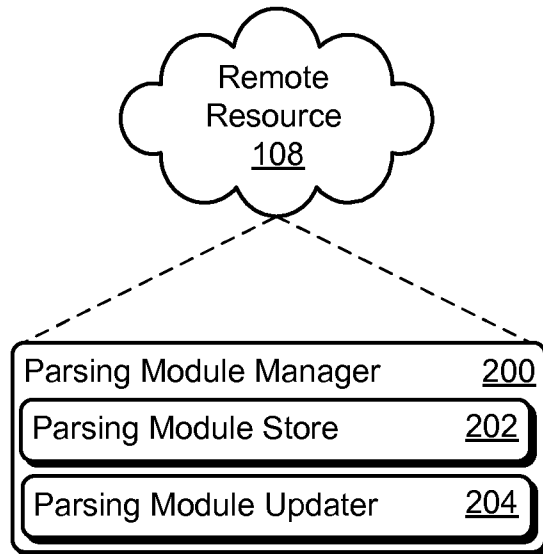 Remote
Resource
108
Parsing Module Manager 200
Parsing Module Store 202
Parsing Module Updater 204